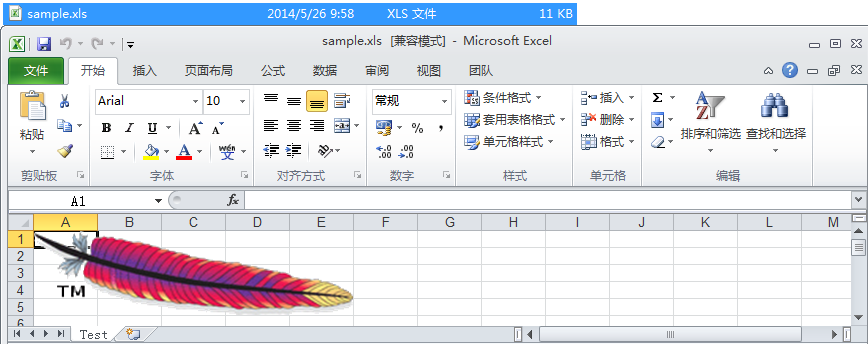 sample.xls 2014/5/26 9:58 XLS 文件 11 KB
sample.xls [兼容模式] - Microsoft Excel
文件 开始 插入 页面布局 公式 数据 审阅 视图 团队
Arial 10 常规 条件格式 插入 Σ
粘贴 B I U A A % , 套用表格格式 删除 排序和筛选 查找和选择
A wén 文 .00 .00 单元格样式 格式
剪贴板 字体 对齐方式 数字 样式 单元格 编辑
A1 fx
A B C D E F G H I J K L M
1
2
3
4 TM
5
6
Test